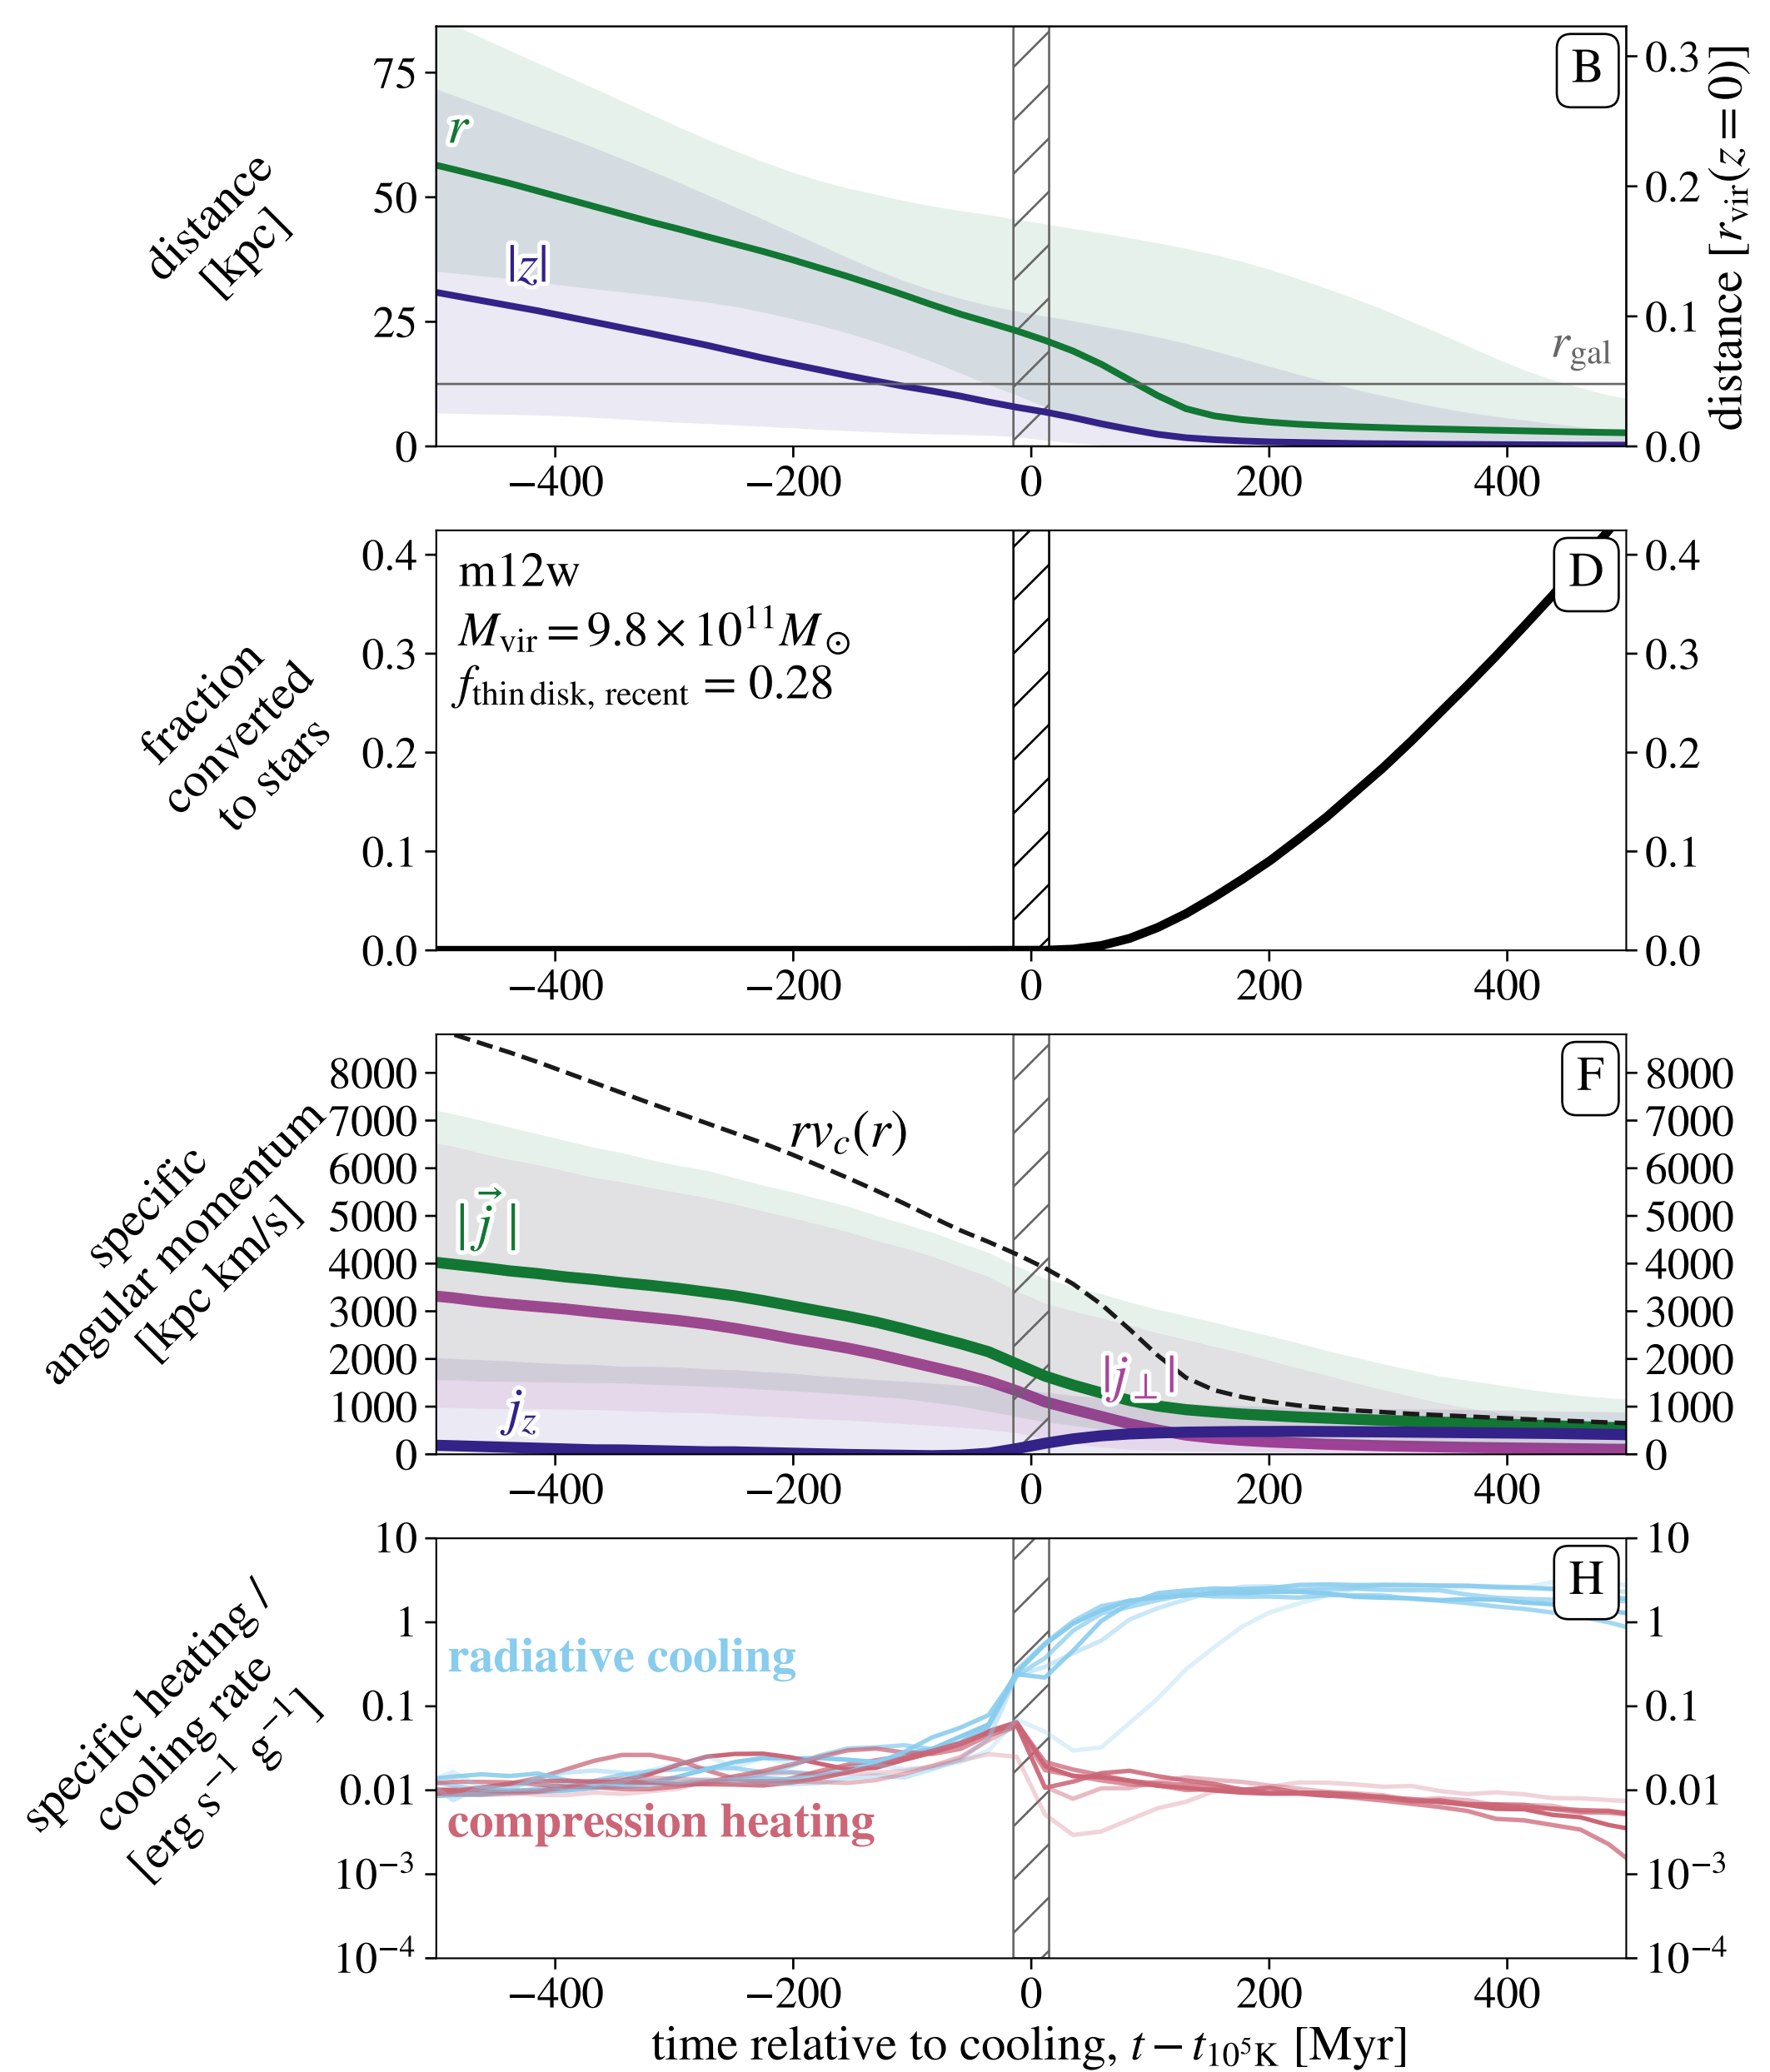 distance
[kpc]
75
50
25
0
r
|z|
B
r_gal
0.3
0.2
0.1
0.0
distance [r_vir(z=0)]
−400 −200 0 200 400
fraction
converted
to stars
0.4
0.3
0.2
0.1
0.0
m12w
M_vir = 9.8 × 10^11 M_⊙
f_thin disk, recent = 0.28
D
0.4
0.3
0.2
0.1
0.0
−400 −200 0 200 400
specific
angular momentum
[kpc km/s]
8000
7000
6000
5000
4000
3000
2000
1000
0
rv_c(r)
|j⃗|
|j_⊥|
j_z
F
8000
7000
6000
5000
4000
3000
2000
1000
0
−400 −200 0 200 400
specific heating /
cooling rate
[erg s^−1 g^−1]
10
1
0.1
0.01
10^−3
10^−4
radiative cooling
compression heating
H
10
1
0.1
0.01
10^−3
10^−4
−400 −200 0 200 400
time relative to cooling, t − t_10^5 K [Myr]